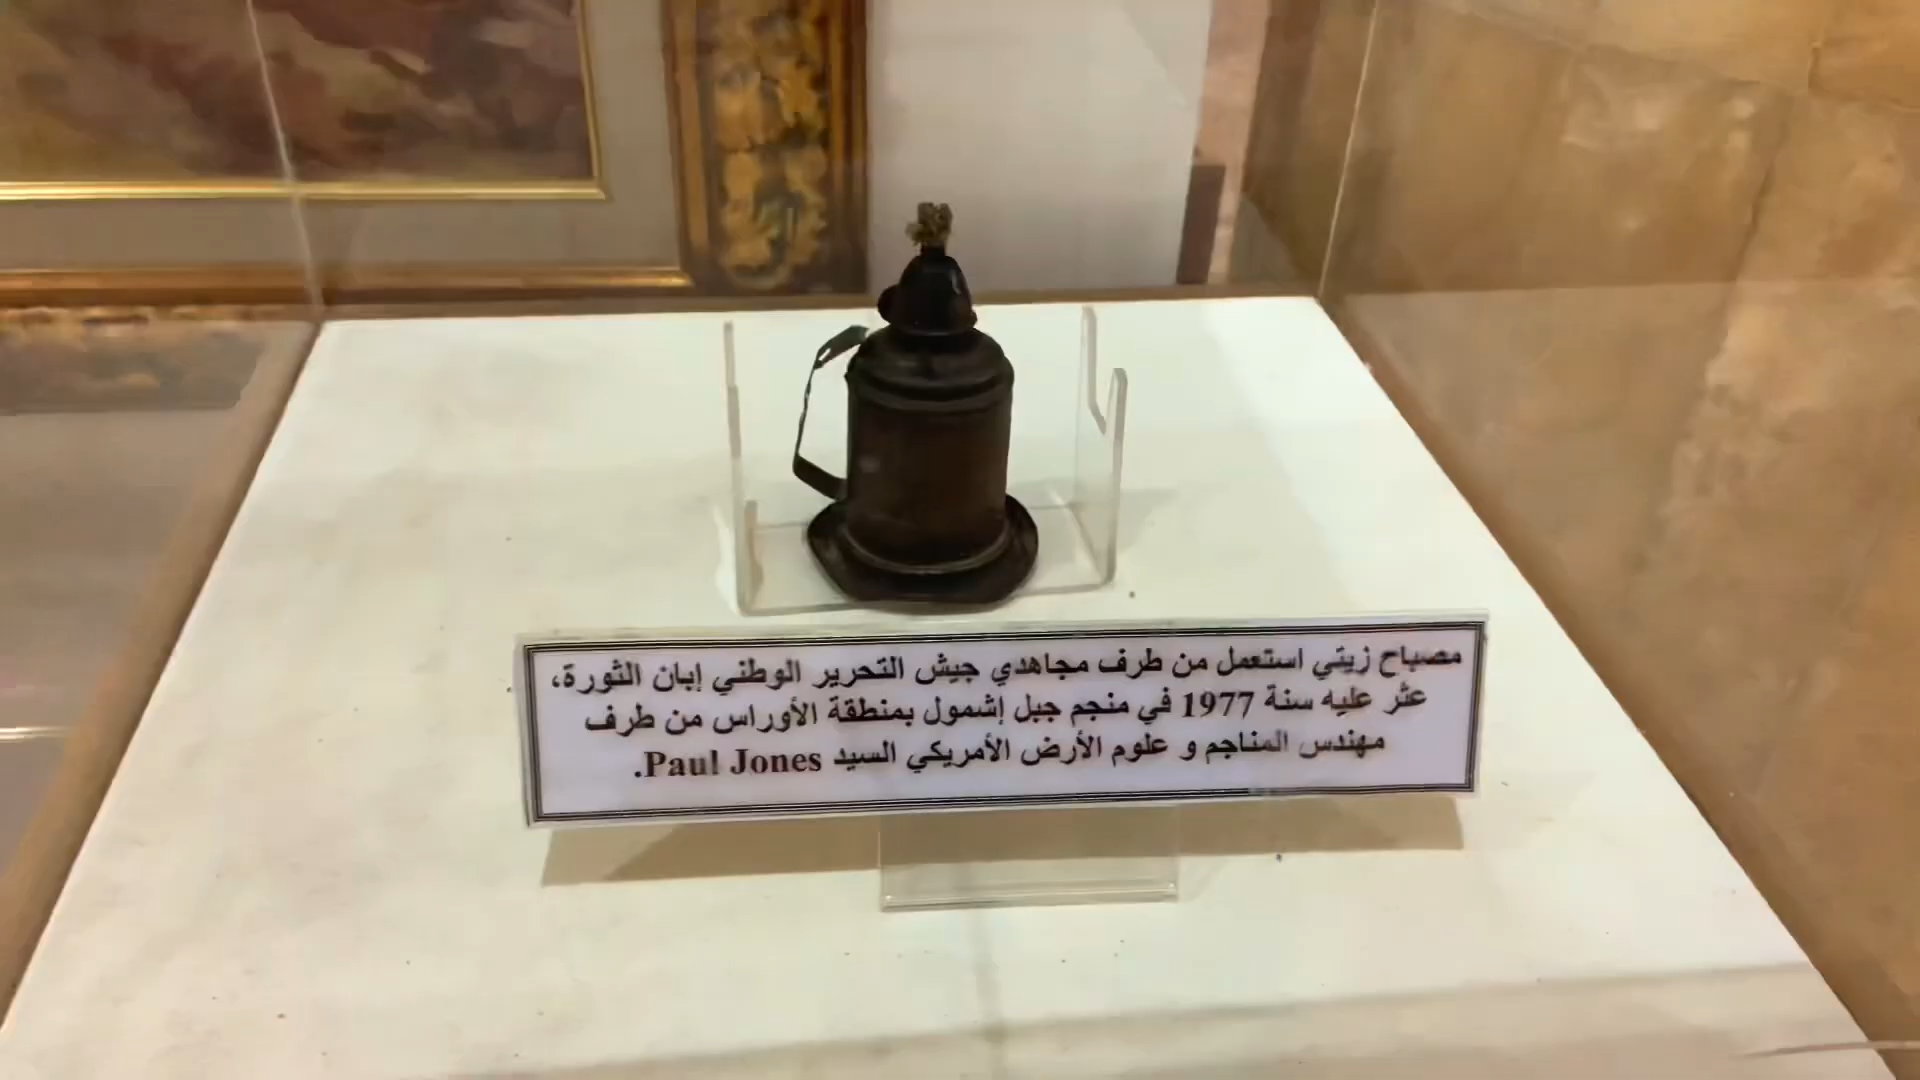 مصباح زيتي استعمل من طرف مجاهدي جيش التحرير الوطني إبان الثورة،
عثر عليه سنة 1977 في منجم جبل إشمول بمنطقة الأوراس من طرف
مهندس المناجم و علوم الأرض الأمريكي السيد Paul Jones.